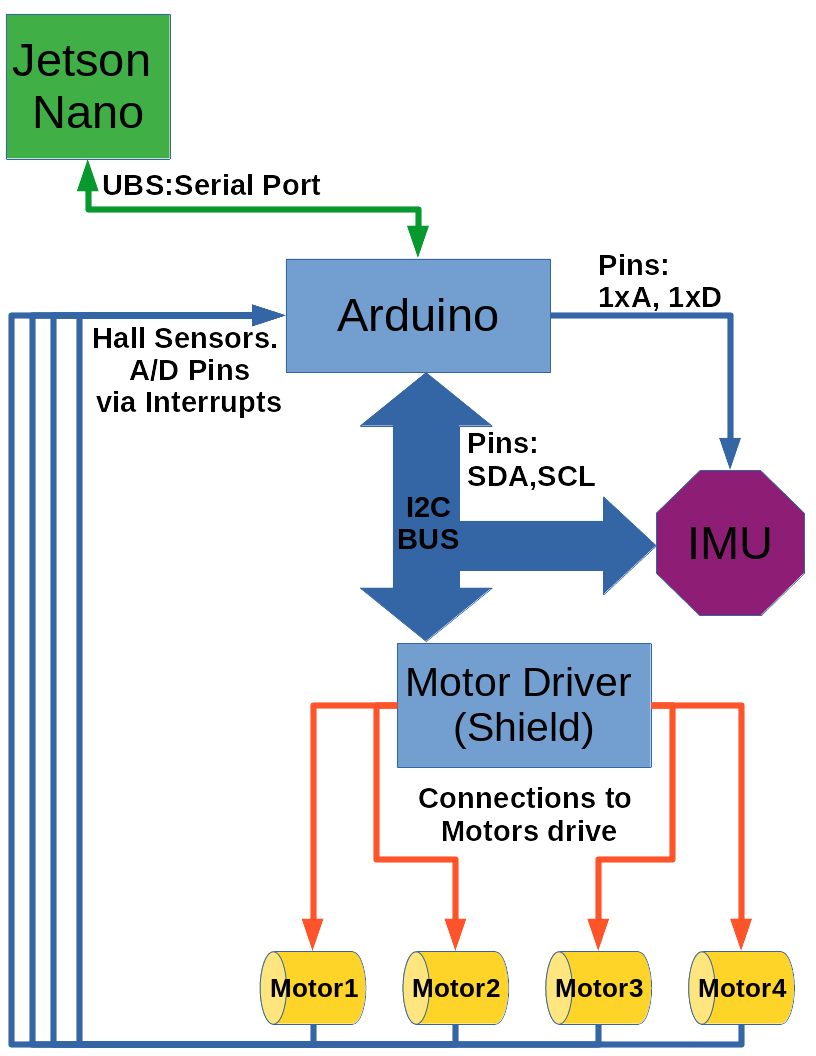 Jetson
Nano
UBS:Serial Port
Pins:
1xA, 1xD
Arduino
Hall Sensors.
A/D Pins
via Interrupts
Pins:
SDA,SCL
I2C
BUS
IMU
Motor Driver
(Shield)
Connections to
Motors drive
Motor1
Motor2
Motor3
Motor4